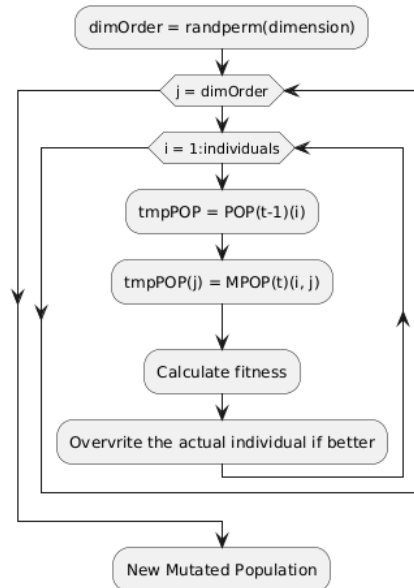 dimOrder = randperm(dimension)
j = dimOrder
i = 1:individuals
tmpPOP = POP(t-1)(i)
tmpPOP(j) = MPOP(t)(i, j)
Calculate fitness
Overvrite the actual individual if better
New Mutated Population